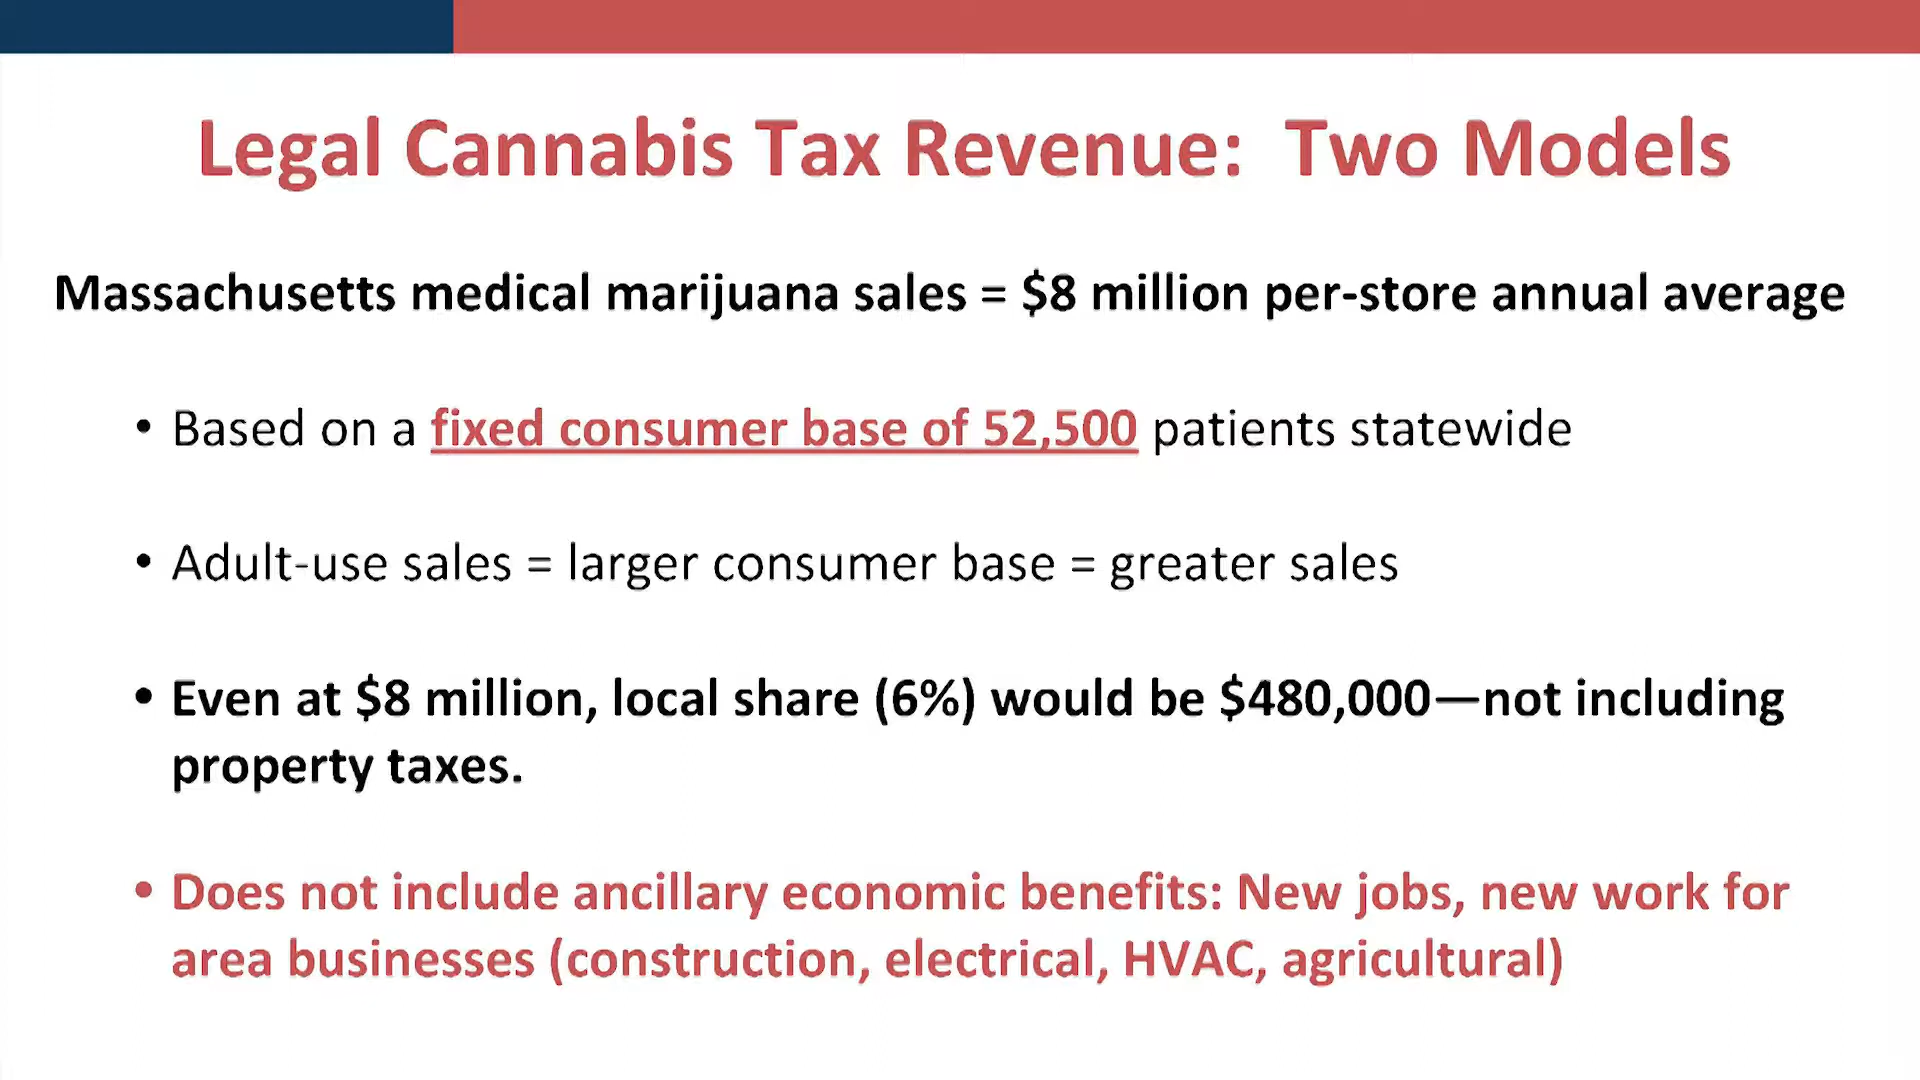 Legal Cannabis Tax Revenue:  Two Models
Massachusetts medical marijuana sales = $8 million per-store annual average
• Based on a fixed consumer base of 52,500 patients statewide
• Adult-use sales = larger consumer base = greater sales
• Even at $8 million, local share (6%) would be $480,000—not including
property taxes.
• Does not include ancillary economic benefits: New jobs, new work for
area businesses (construction, electrical, HVAC, agricultural)